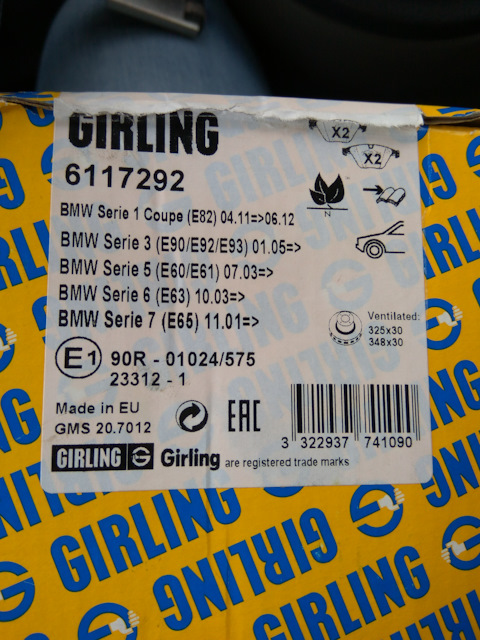 GIRLING
X2
X2
6117292
N
BMW Serie 1 Coupe (E82) 04.11=>06.12
BMW Serie 3 (E90/E92/E93) 01.05=>
BMW Serie 5 (E60/E61) 07.03=>
BMW Serie 6 (E63) 10.03=>
BMW Serie 7 (E65) 11.01=>
Ventilated:
325x30
348x30
E1 90R - 01024/575
23312 - 1
Made in EU
GMS 20.7012
EAC
3 322937 741090
GIRLING Girling are registered trade marks
GIRLING
GIRLING
GIRLING
GIRLING